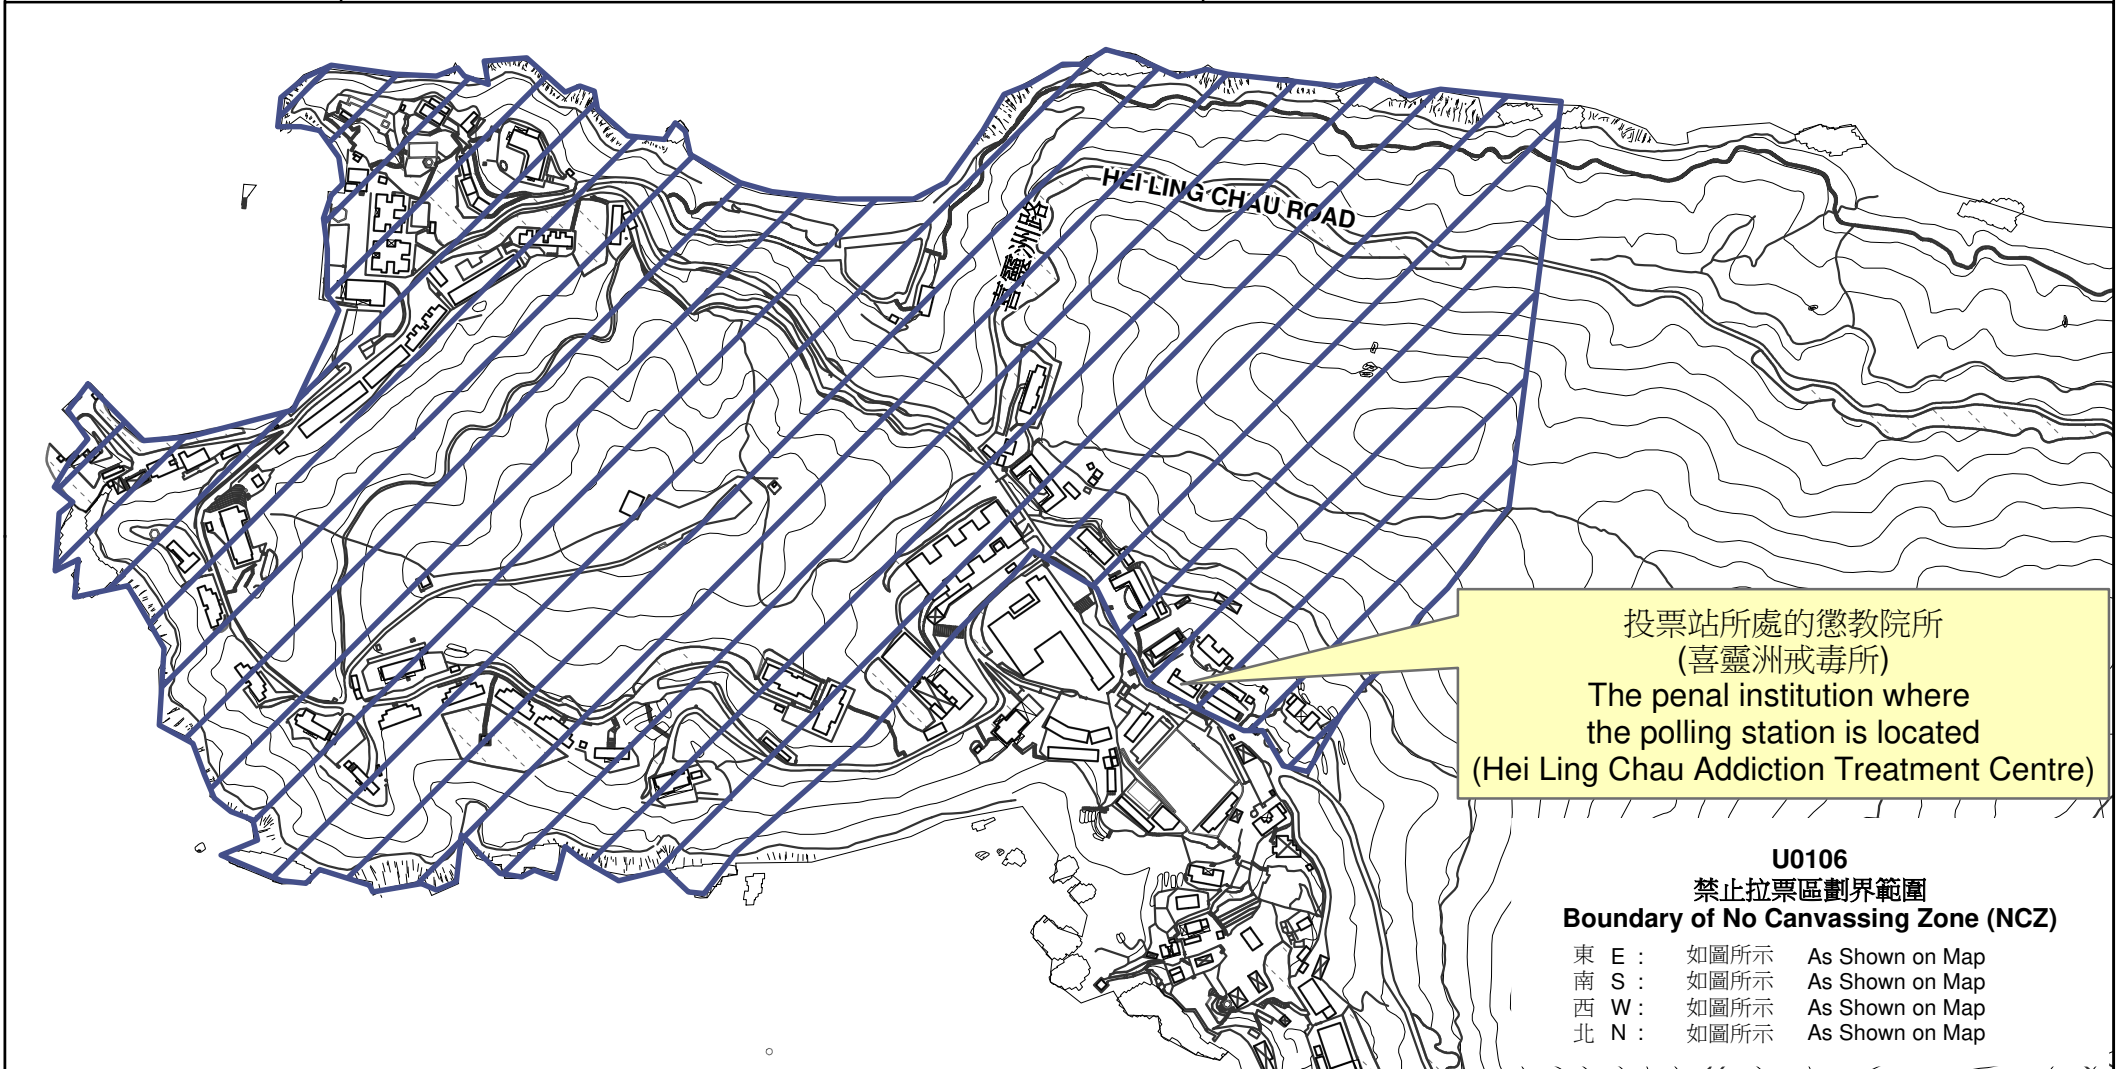 HEI LING CHAU ROAD
喜靈洲路
投票站所處的懲教院所
(喜靈洲戒毒所)
The penal institution where
the polling station is located
(Hei Ling Chau Addiction Treatment Centre)
U0106
禁止拉票區劃界範圍
Boundary of No Canvassing Zone (NCZ)
東 E : 如圖所示 As Shown on Map
南 S : 如圖所示 As Shown on Map
西 W : 如圖所示 As Shown on Map
北 N : 如圖所示 As Shown on Map